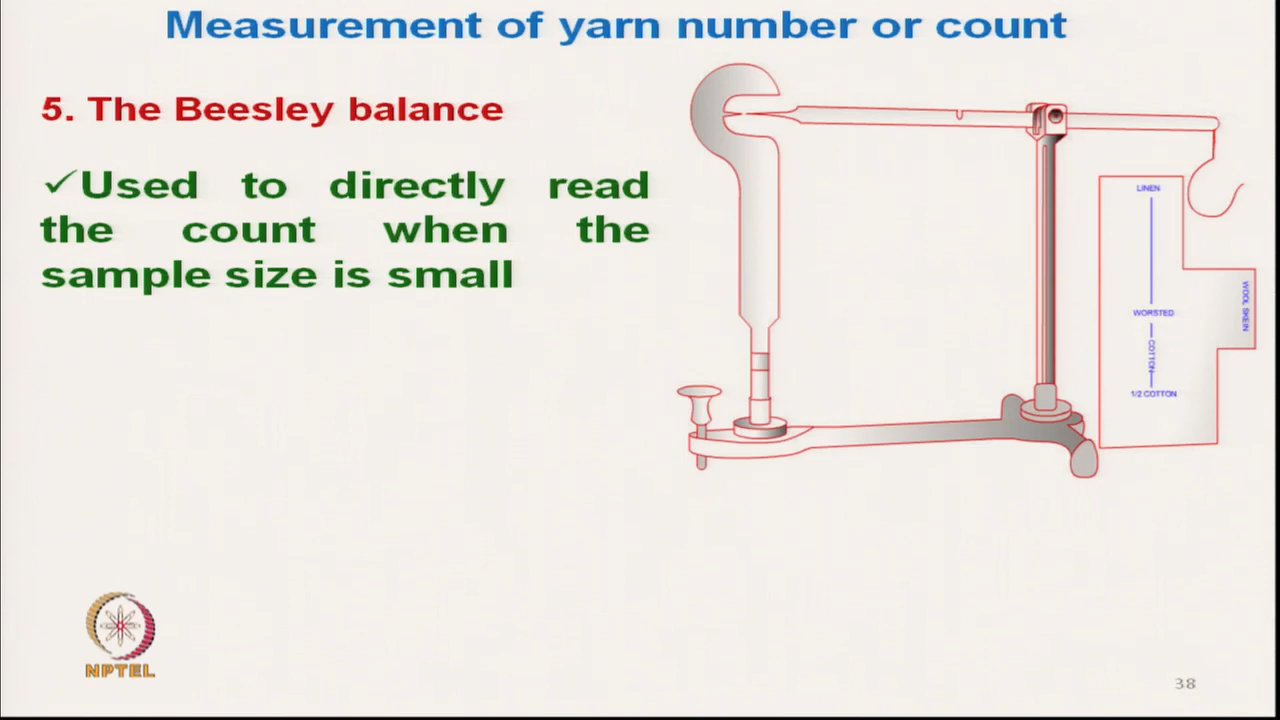 Measurement of yarn number or count
5. The Beesley balance
✓Used to directly read
the count when the
sample size is small
LINEN
WOOL SKEIN
WORSTED
COTTON
1/2 COTTON
NPTEL
38